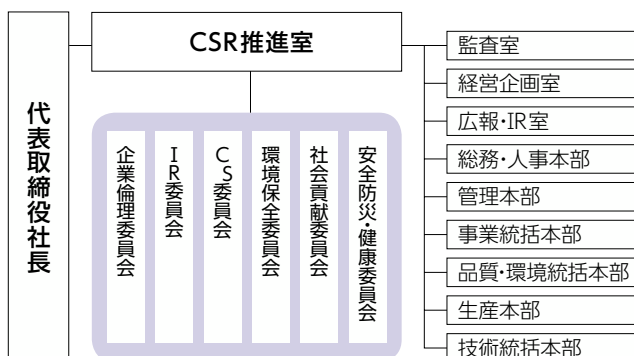 代表取締役社長
CSR推進室
企業倫理委員会
IR委員会
CS委員会
環境保全委員会
社会貢献委員会
安全防災・健康委員会
監査室
経営企画室
広報・IR室
総務・人事本部
管理本部
事業統括本部
品質・環境統括本部
生産本部
技術統括本部